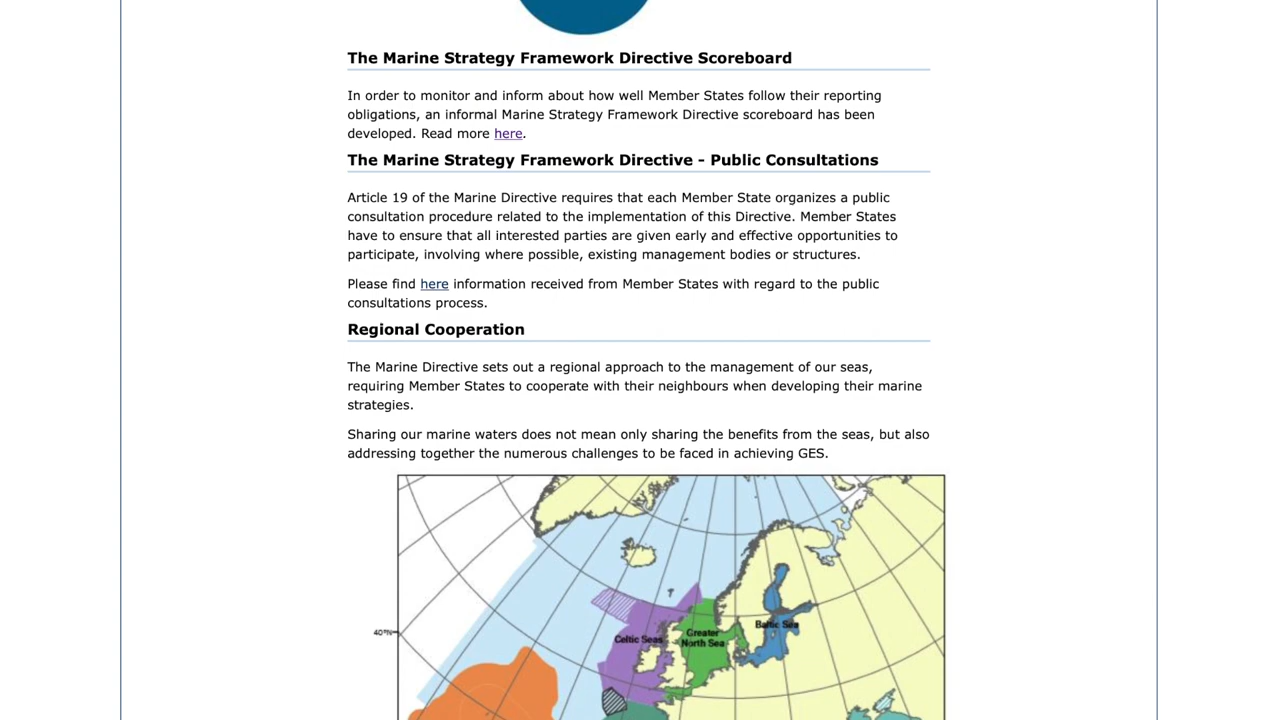 The Marine Strategy Framework Directive Scoreboard
In order to monitor and inform about how well Member States follow their reporting
obligations, an informal Marine Strategy Framework Directive scoreboard has been
developed. Read more here.
The Marine Strategy Framework Directive - Public Consultations
Article 19 of the Marine Directive requires that each Member State organizes a public
consultation procedure related to the implementation of this Directive. Member States
have to ensure that all interested parties are given early and effective opportunities to
participate, involving where possible, existing management bodies or structures.
Please find here information received from Member States with regard to the public
consultations process.
Regional Cooperation
The Marine Directive sets out a regional approach to the management of our seas,
requiring Member States to cooperate with their neighbours when developing their marine
strategies.
Sharing our marine waters does not mean only sharing the benefits from the seas, but also
addressing together the numerous challenges to be faced in achieving GES.
40°N
Celtic Seas
Greater
North Sea
Baltic Sea